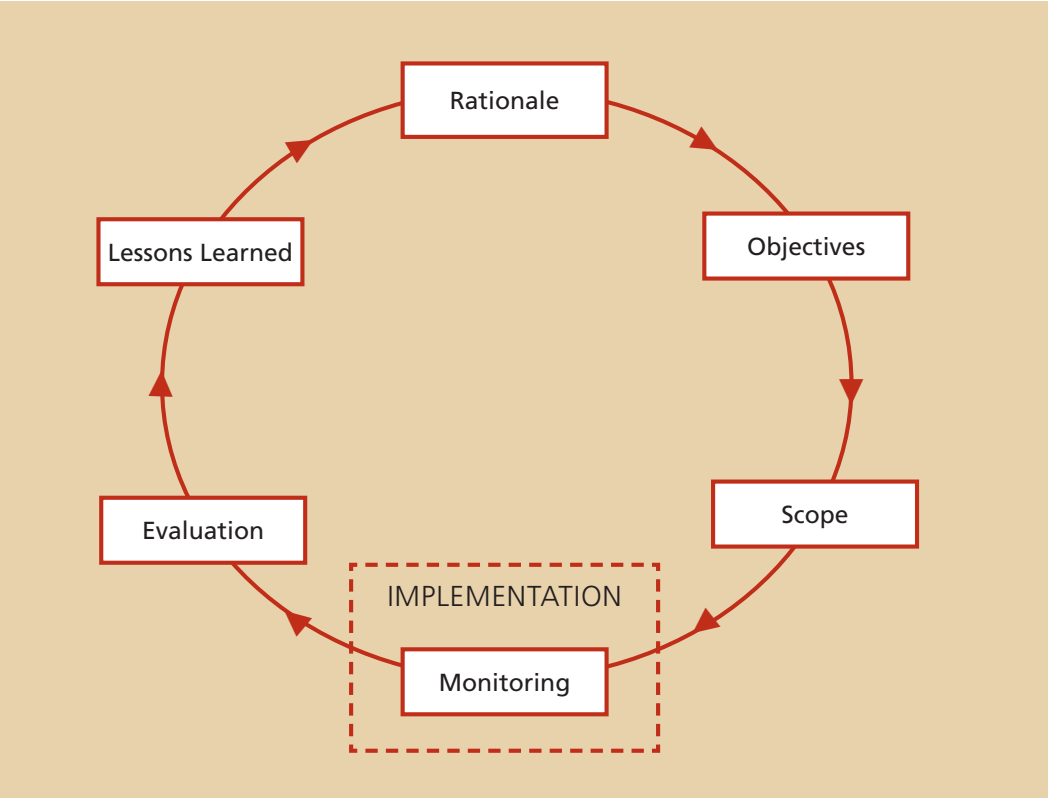 Rationale
Objectives
Scope
IMPLEMENTATION
Monitoring
Evaluation
Lessons Learned